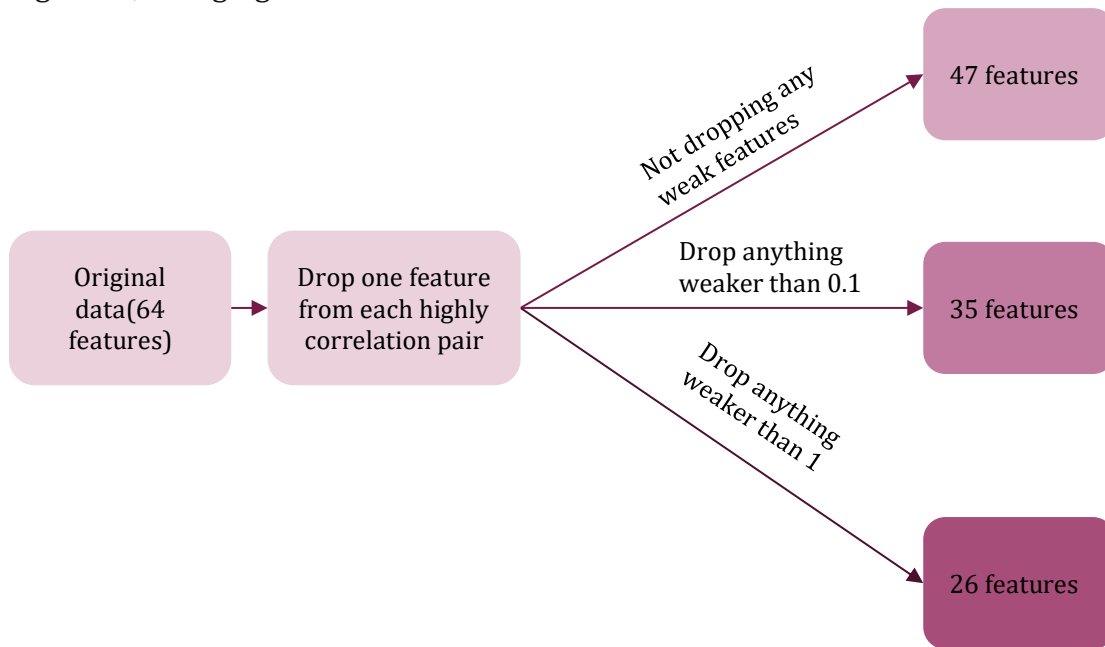 47 features
Not dropping any
weak features
Original
data(64
features)
Drop one feature
from each highly
correlation pair
Drop anything
weaker than 0.1
35 features
Drop anything
weaker than 1
26 features